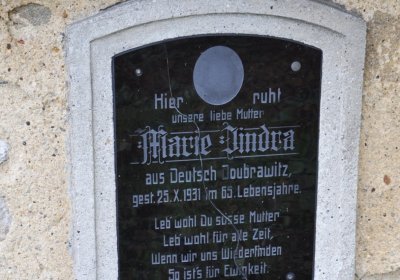 Hier ruht
unsere liebe Mutter
Marie Jindra
aus Deutsch Doubrawitz,
gest. 25.X.1931 im 65. Lebensjahre.
Leb' wohl Du süsse Mutter
Leb' wohl für alle Zeit,
Wenn wir uns Wiederfinden
So ist's für Ewigkeit.